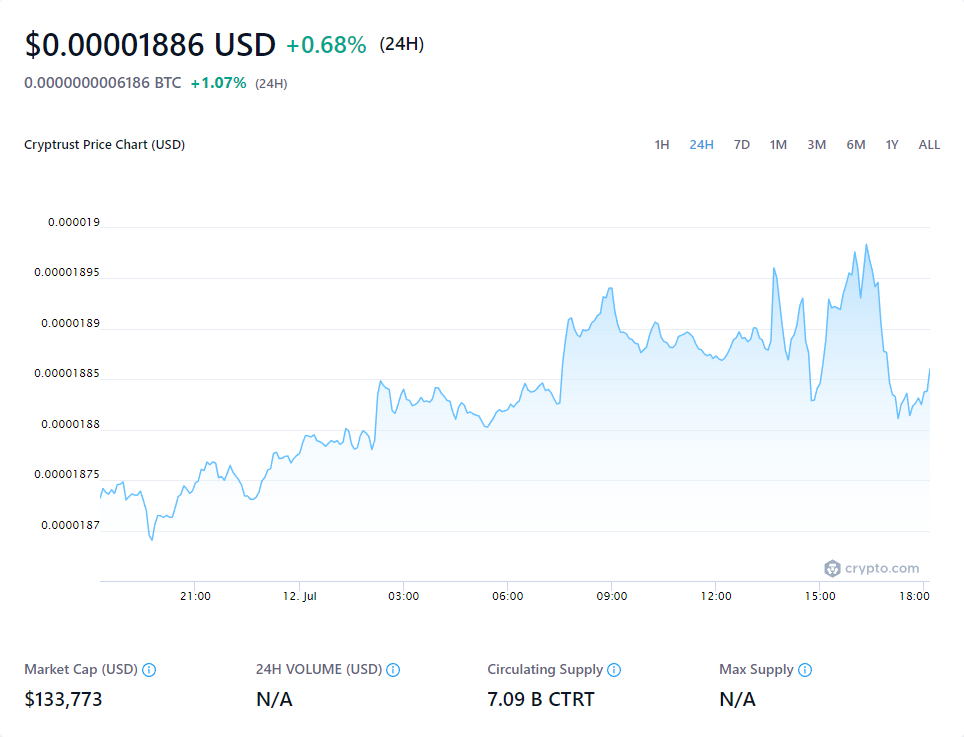 $0.00001886 USD +0.68% (24H)
0.0000000006186 BTC +1.07% (24H)
Cryptrust Price Chart (USD)
1H 24H 7D 1M 3M 6M 1Y ALL
0.000019
0.00001895
0.0000189
0.00001885
0.0000188
0.00001875
0.0000187
crypto.com
21:00 12. Jul 03:00 06:00 09:00 12:00 15:00 18:00
Market Cap (USD) 24H VOLUME (USD) Circulating Supply Max Supply
$133,773 N/A 7.09 B CTRT N/A